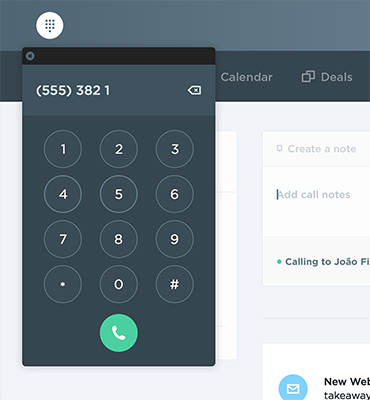 Calendar
Deals
(555) 382 1
1 2 3
4 5 6
7 8 9
* 0 #
Create a note
Add call notes
Calling to João Fi
New Web
takeaway